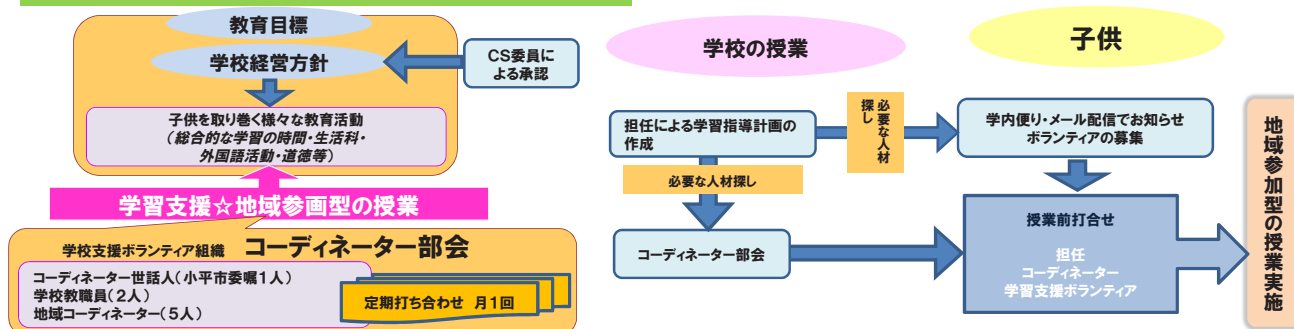 教育目標
学校経営方針
CS委員に
よる承認
子供を取り巻く様々な教育活動
(総合的な学習の時間・生活科・
外国語活動・道徳等)
学習支援☆地域参画型の授業
学校支援ボランティア組織 コーディネーター部会
コーディネーター世話人(小平市委嘱1人)
学校教職員(2人)
地域コーディネーター(5人)
定期打ち合わせ 月1回
学校の授業
子供
担任による学習指導計画の
作成
必要な人材
探し
学内便り・メール配信でお知らせ
ボランティアの募集
必要な人材探し
コーディネーター部会
授業前打合せ
担任
コーディネーター
学習支援ボランティア
地域参加型の授業実施